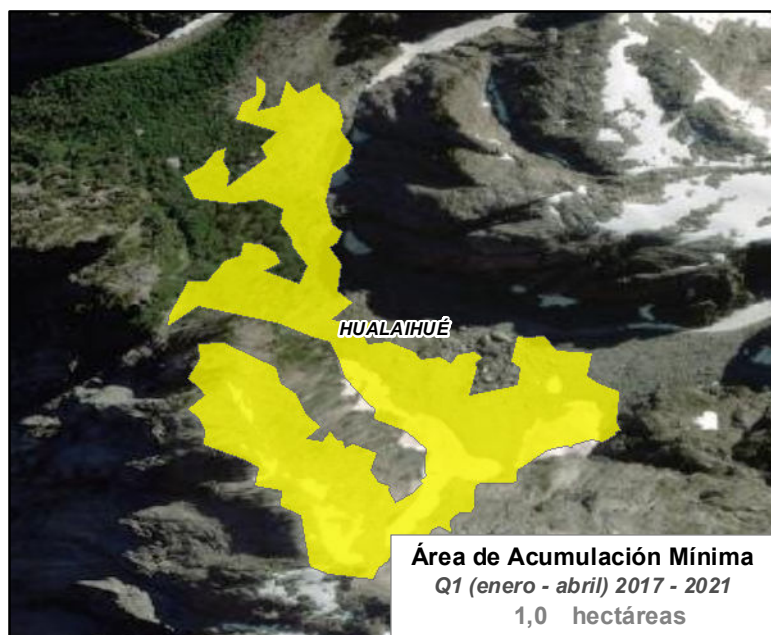 HUALAIHUÉ
Área de Acumulación Mínima
Q1 (enero - abril) 2017 - 2021
1,0 hectáreas